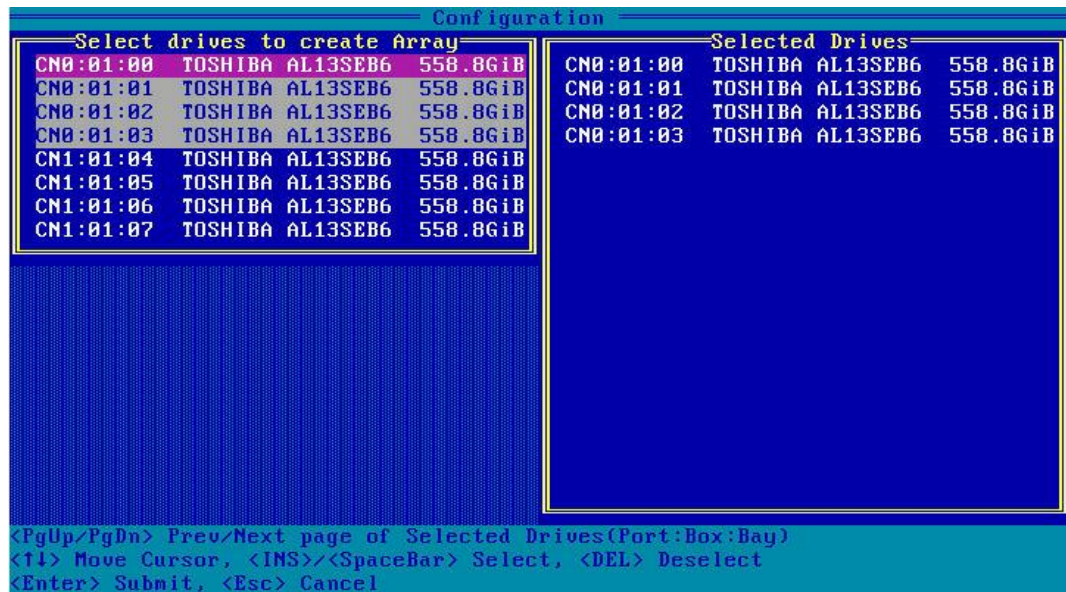 Configuration
Select drives to create Array
CN0:01:00 TOSHIBA AL13SEB6 558.8GiB
CN0:01:01 TOSHIBA AL13SEB6 558.8GiB
CN0:01:02 TOSHIBA AL13SEB6 558.8GiB
CN0:01:03 TOSHIBA AL13SEB6 558.8GiB
CN1:01:04 TOSHIBA AL13SEB6 558.8GiB
CN1:01:05 TOSHIBA AL13SEB6 558.8GiB
CN1:01:06 TOSHIBA AL13SEB6 558.8GiB
CN1:01:07 TOSHIBA AL13SEB6 558.8GiB
Selected Drives
CN0:01:00 TOSHIBA AL13SEB6 558.8GiB
CN0:01:01 TOSHIBA AL13SEB6 558.8GiB
CN0:01:02 TOSHIBA AL13SEB6 558.8GiB
CN0:01:03 TOSHIBA AL13SEB6 558.8GiB
<PgUp/PgDn> Prev/Next page of Selected Drives(Port:Box:Bay)
<↑↓> Move Cursor, <INS>/<SpaceBar> Select, <DEL> Deselect
<Enter> Submit, <Esc> Cancel